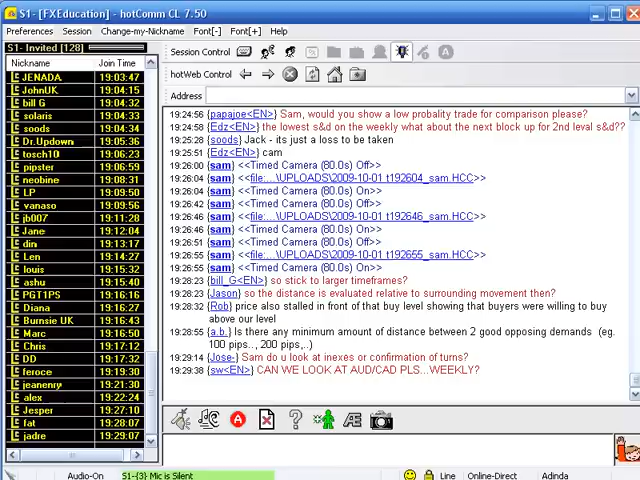 S1- [FXEducation] - hotComm CL 7.50
Preferences Session Change-my-Nickname Font[-] Font[+] Help
S1- Invited [128]
Session Control
Nickname Join Time
hotWeb Control
Address
JENADA 19:03:47
JohnUK 19:04:15
bill G 19:04:32
solaris 19:04:33
soods 19:04:34
Dr.Updown 19:05:36
tosch10 19:06:51
pipster 19:06:59
neobine 19:08:31
LP 19:09:50
vanaso 19:09:56
jb007 19:11:28
Jane 19:12:04
din 19:13:17
Len 19:14:27
louis 19:15:32
ashu 19:15:40
PGT1PS 19:16:16
Diana 19:16:27
Burnsie UK 19:16:39
Marc 19:16:53
Chris 19:17:12
DD 19:17:32
feroce 19:19:30
jeanenry 19:21:30
alex 19:22:24
Jesper 19:27:10
fat 19:28:07
jadre 19:29:07
19:24:56 {papajoe<EN>} Sam, would you show a low probality trade for comparison please?
19:24:58 {Edz<EN>} the lowest s&d on the weekly what about the next block up for 2nd level s&d??
19:25:28 {soods} Jack - its just a loss to be taken
19:25:51 {Edz<EN>} cam
19:26:04 {sam} <<Timed Camera (80.0s) Off>>
19:26:04 {sam} <<file:...\UPLOADS\2009-10-01 t192604_sam.HCC>>
19:26:04 {sam} <<Timed Camera (80.0s) On>>
19:26:42 {sam} <<Timed Camera (80.0s) Off>>
19:26:46 {sam} <<file:...\UPLOADS\2009-10-01 t192646_sam.HCC>>
19:26:46 {sam} <<Timed Camera (80.0s) On>>
19:26:51 {sam} <<Timed Camera (80.0s) Off>>
19:26:55 {sam} <<file:...\UPLOADS\2009-10-01 t192655_sam.HCC>>
19:26:55 {sam} <<Timed Camera (80.0s) On>>
19:28:23 {bill_G<EN>} so stick to larger timeframes?
19:28:23 {Jason} so the distance is evaluated relative to surrounding movement then?
19:28:32 {Rob} price also stalled in front of that buy level showing that buyers were willing to buy
above our level
19:28:55 {a.b.} Is there any minimum amount of distance between 2 good opposing demands (eg.
100 pips.., 200 pips,..)
19:29:14 {Jose-} Sam do u look at inexes or confirmation of turns?
19:29:38 {sw<EN>} CAN WE LOOK AT AUD/CAD PLS...WEEKLY?
Audio-On S1-{3} Mic is Silent Line Online-Direct Adinda